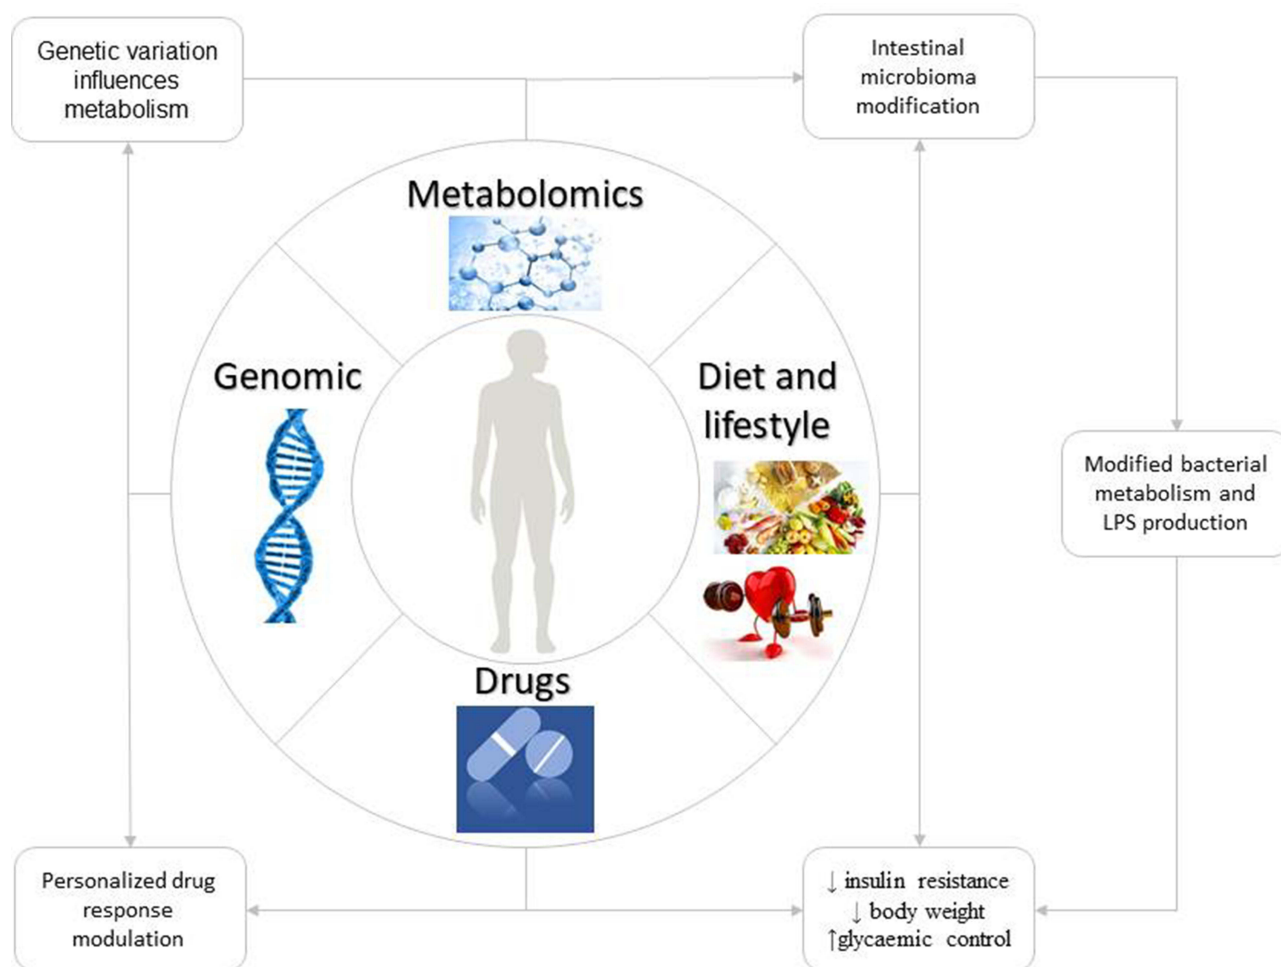 Genetic variation
influences
metabolism
Intestinal
microbioma
modification
Metabolomics
Genomic
Diet and
lifestyle
Modified bacterial
metabolism and
LPS production
Drugs
Personalized drug
response
modulation
↓ insulin resistance
↓ body weight
↑glycaemic control